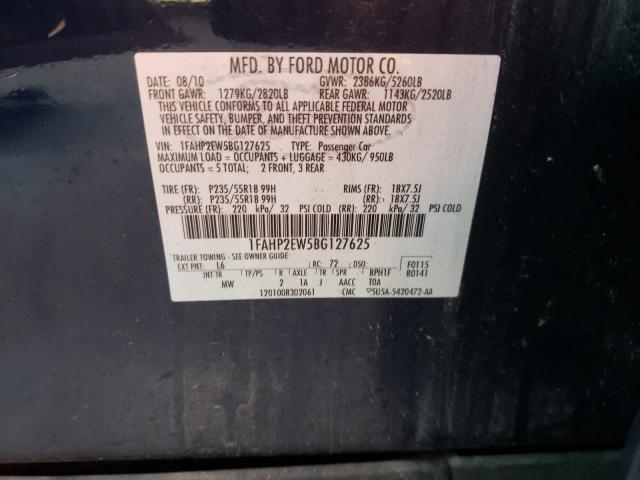 MFD. BY FORD MOTOR CO.
DATE: 08/10 GVWR: 2386KG/5260LB
FRONT GAWR: 1279KG/2820LB REAR GAWR: 1143KG/2520LB
THIS VEHICLE CONFORMS TO ALL APPLICABLE FEDERAL MOTOR
VEHICLE SAFETY, BUMPER, AND THEFT PREVENTION STANDARDS
IN EFFECT ON THE DATE OF MANUFACTURE SHOWN ABOVE.
VIN: 1FAHP2EW5BG127625 TYPE: Passenger Car
MAXIMUM LOAD = OCCUPANTS + LUGGAGE = 430KG/950LB
OCCUPANTS = 5 TOTAL; 2 FRONT, 3 REAR
TIRE (FR): P235/55R18 99H RIMS (FR): 18X7.5J
(RR): P235/55R18 99H (RR): 18X7.5J
PRESSURE (FR): 220 kPa/ 32 PSI COLD (RR): 220 kPa/ 32 PSI COLD
1FAHP2EW5BG127625
TRAILER TOWING - SEE OWNER GUIDE
EXT PNT: L6 RC: 72 DSO: F0115
INT TR TP/PS R AXLE TR SPR BPH1F R0141
MW 2 1A J AACC TOA
1201008302061 CMC 5U5A-5420472-AA